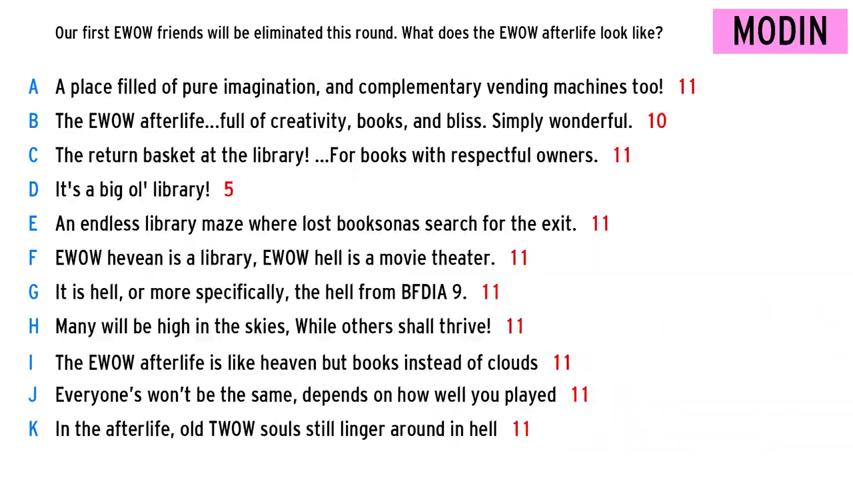 Our first EWOW friends will be eliminated this round. What does the EWOW afterlife look like?
MODIN
A A place filled of pure imagination, and complementary vending machines too! 11
B The EWOW afterlife...full of creativity, books, and bliss. Simply wonderful. 10
C The return basket at the library! ...For books with respectful owners. 11
D It's a big ol' library! 5
E An endless library maze where lost booksonas search for the exit. 11
F EWOW hevean is a library, EWOW hell is a movie theater. 11
G It is hell, or more specifically, the hell from BFDIA 9. 11
H Many will be high in the skies, While others shall thrive! 11
I The EWOW afterlife is like heaven but books instead of clouds 11
J Everyone’s won’t be the same, depends on how well you played 11
K In the afterlife, old TWOW souls still linger around in hell 11